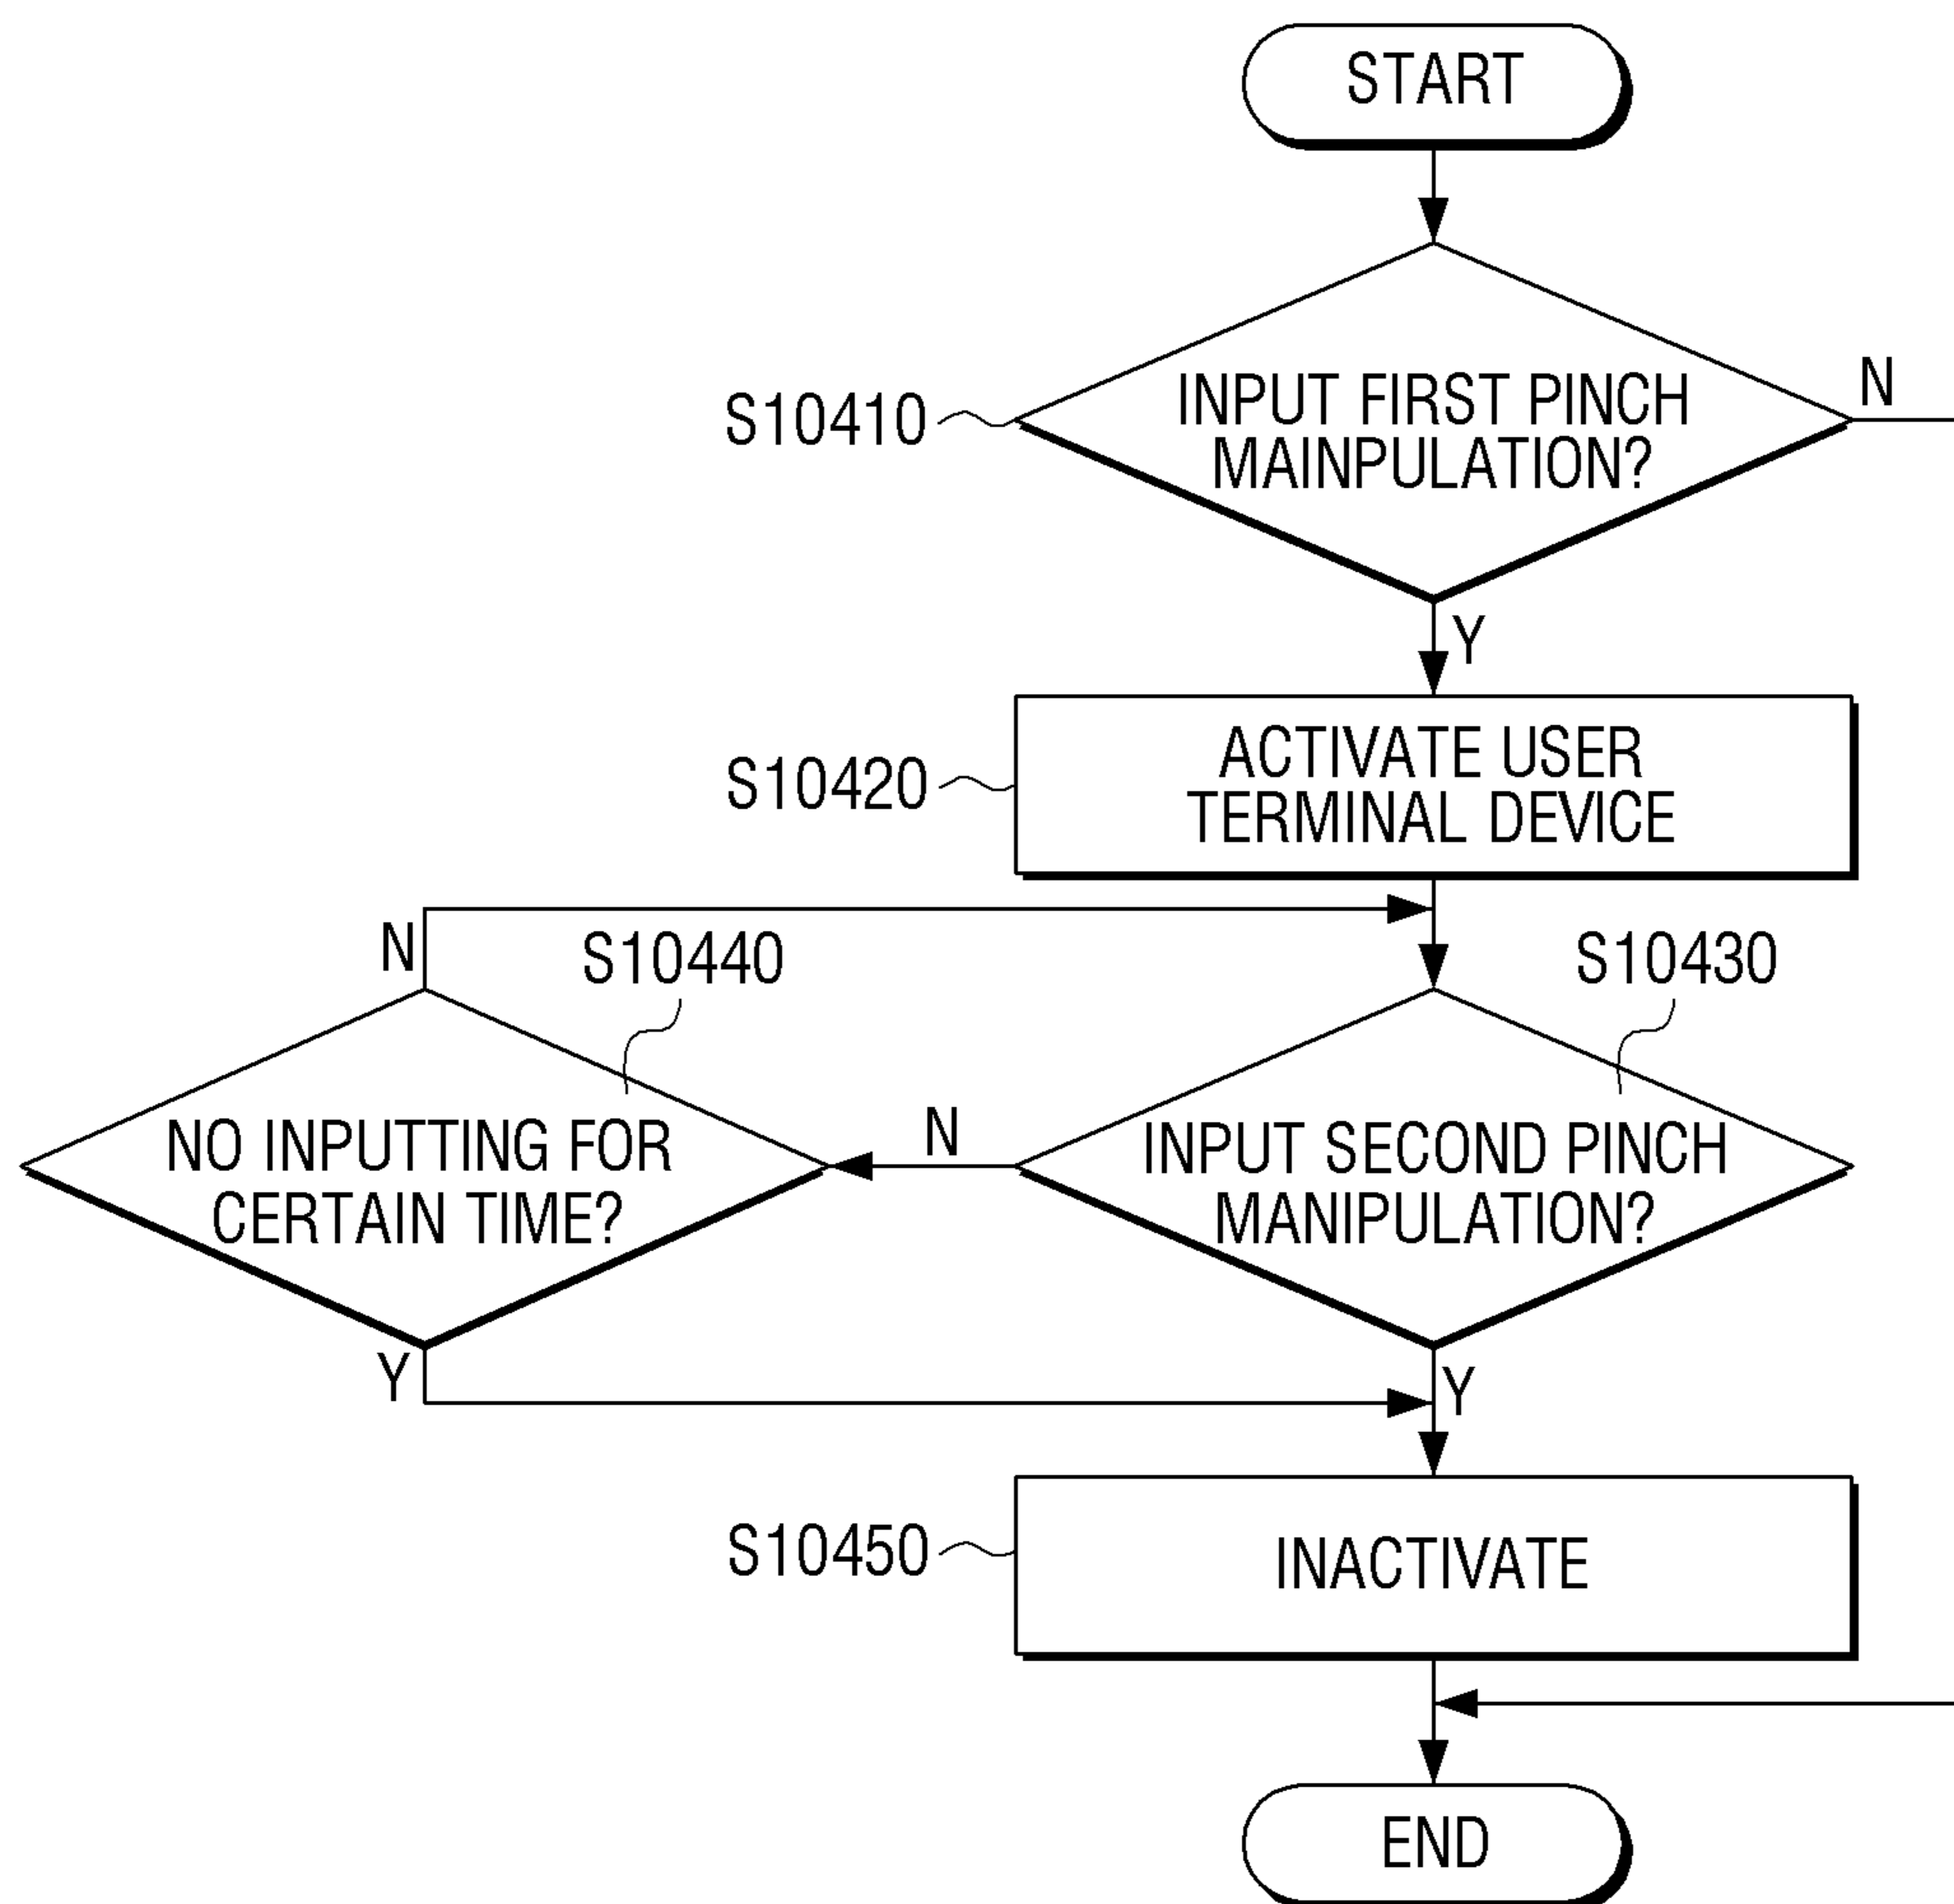 START
INPUT FIRST PINCH
MAINPULATION?
N
S10410
Y
ACTIVATE USER
TERMINAL DEVICE
S10420
N
S10440
S10430
NO INPUTTING FOR
CERTAIN TIME?
N
INPUT SECOND PINCH
MANIPULATION?
Y
Y
S10450
INACTIVATE
END